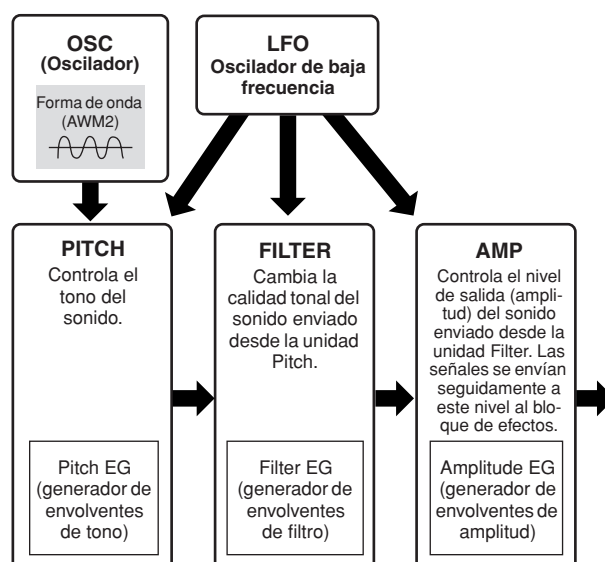 OSC
(Oscilador)
Forma de onda
(AWM2)
LFO
Oscilador de baja
frecuencia
PITCH
Controla el
tono del
sonido.
Pitch EG
(generador de
envolventes
de tono)
FILTER
Cambia la
calidad tonal del
sonido enviado
desde la unidad
Pitch.
Filter EG
(generador de
envolventes
de filtro)
AMP
Controla el nivel
de salida (ampli-
tud) del sonido
enviado desde la
unidad Filter. Las
señales se envían
seguidamente a
este nivel al blo-
que de efectos.
Amplitude EG
(generador de
envolventes de
amplitud)